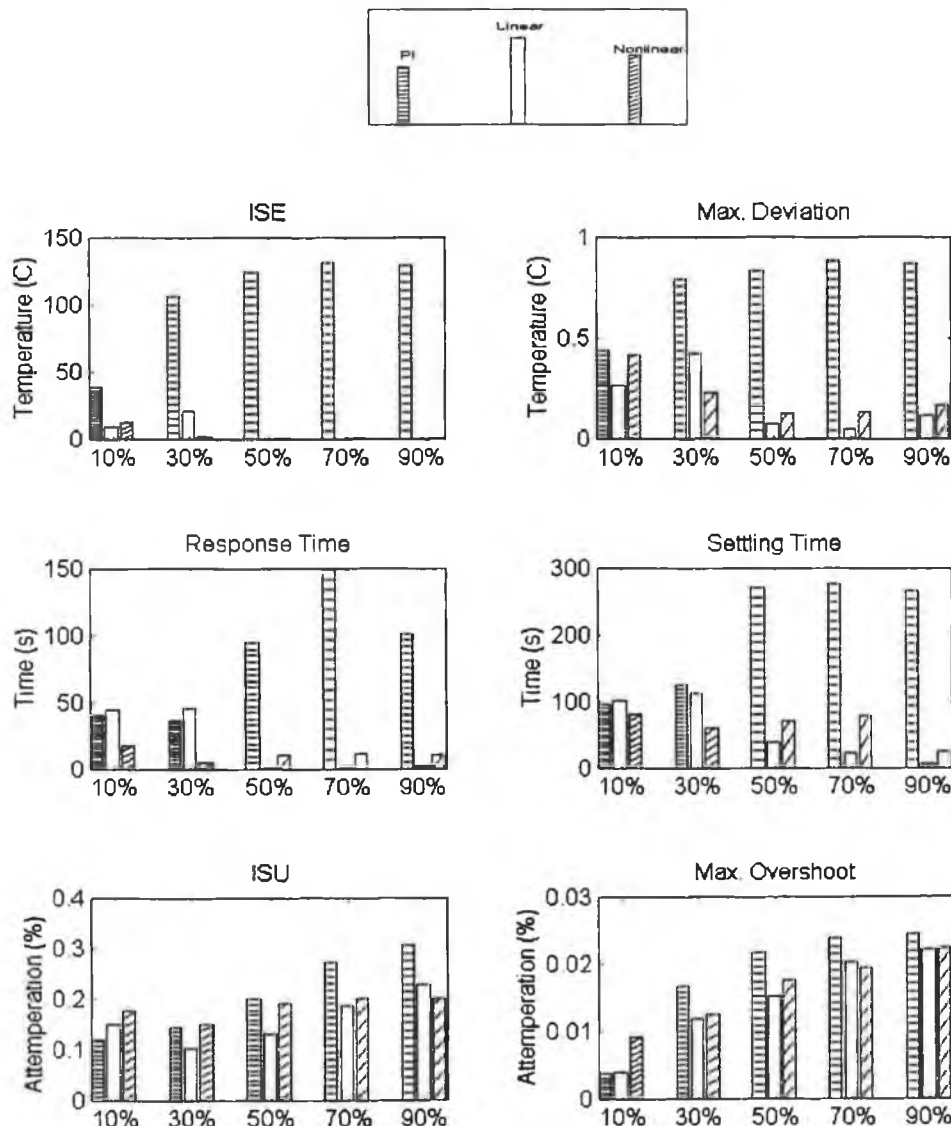 PI
Linear
Nonlinear
ISE
Temperature (C)
150
100
50
0
10% 30% 50% 70% 90%
Max. Deviation
Temperature (C)
1
0.5
0
10% 30% 50% 70% 90%
Response Time
Time (s)
150
100
50
0
10% 30% 50% 70% 90%
Settling Time
Time (s)
300
200
100
0
10% 30% 50% 70% 90%
ISU
Attemperation (%)
0.4
0.3
0.2
0.1
0
10% 30% 50% 70% 90%
Max. Overshoot
Attemperation (%)
0.03
0.02
0.01
0
10% 30% 50% 70% 90%